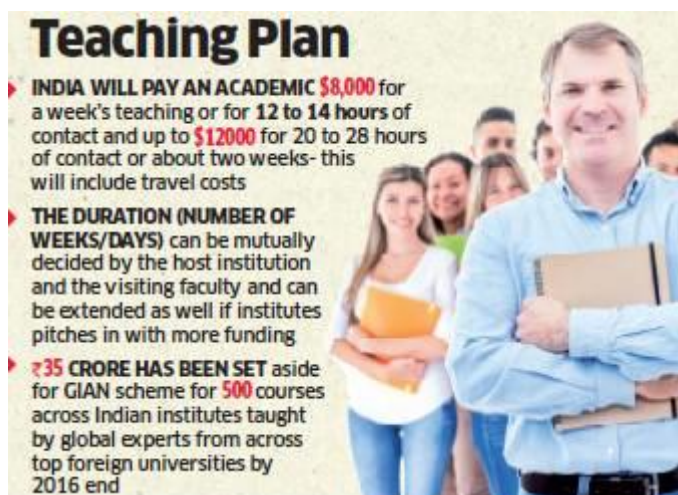 Teaching Plan
INDIA WILL PAY AN ACADEMIC $8,000 for
a week's teaching or for 12 to 14 hours of
contact and up to $12000 for 20 to 28 hours
of contact or about two weeks- this
will include travel costs
THE DURATION (NUMBER OF
WEEKS/DAYS) can be mutually
decided by the host institution
and the visiting faculty and can
be extended as well if institutes
pitches in with more funding
₹35 CRORE HAS BEEN SET aside
for GIAN scheme for 500 courses
across Indian institutes taught
by global experts from across
top foreign universities by
2016 end